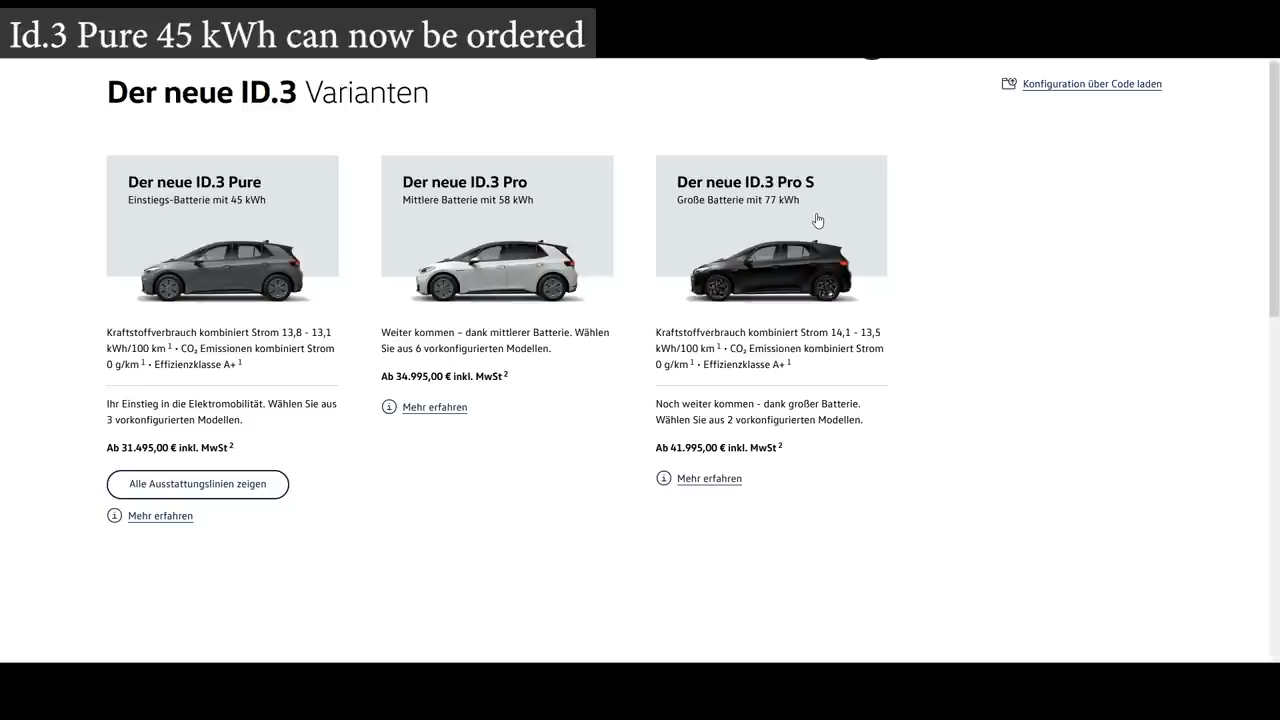 Id.3 Pure 45 kWh can now be ordered
Der neue ID.3 Varianten
Konfiguration über Code laden
Der neue ID.3 Pure
Einstiegs-Batterie mit 45 kWh
Kraftstoffverbrauch kombiniert Strom 13,8 - 13,1
kWh/100 km ¹ • CO₂ Emissionen kombiniert Strom
0 g/km ¹ • Effizienzklasse A+ ¹
Ihr Einstieg in die Elektromobilität. Wählen Sie aus
3 vorkonfigurierten Modellen.
Ab 31.495,00 € inkl. MwSt ²
Alle Ausstattungslinien zeigen
Mehr erfahren
Der neue ID.3 Pro
Mittlere Batterie mit 58 kWh
Weiter kommen – dank mittlerer Batterie. Wählen
Sie aus 6 vorkonfigurierten Modellen.
Ab 34.995,00 € inkl. MwSt ²
Mehr erfahren
Der neue ID.3 Pro S
Große Batterie mit 77 kWh
Kraftstoffverbrauch kombiniert Strom 14,1 - 13,5
kWh/100 km ¹ • CO₂ Emissionen kombiniert Strom
0 g/km ¹ • Effizienzklasse A+ ¹
Noch weiter kommen - dank großer Batterie.
Wählen Sie aus 2 vorkonfigurierten Modellen.
Ab 41.995,00 € inkl. MwSt ²
Mehr erfahren